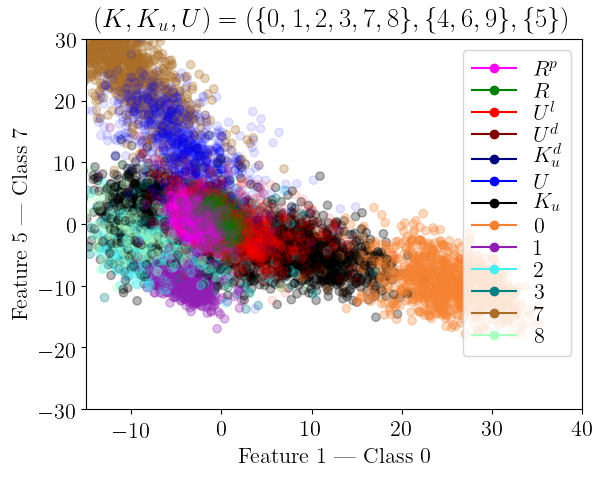 (K, K_u, U) = ({0, 1, 2, 3, 7, 8}, {4, 6, 9}, {5})
30
20
10
0
−10
−20
−30
Feature 5 — Class 7
R^p
R
U^l
U^d
K_u^d
U
K_u
0
1
2
3
7
8
−10
0
10
20
30
40
Feature 1 — Class 0